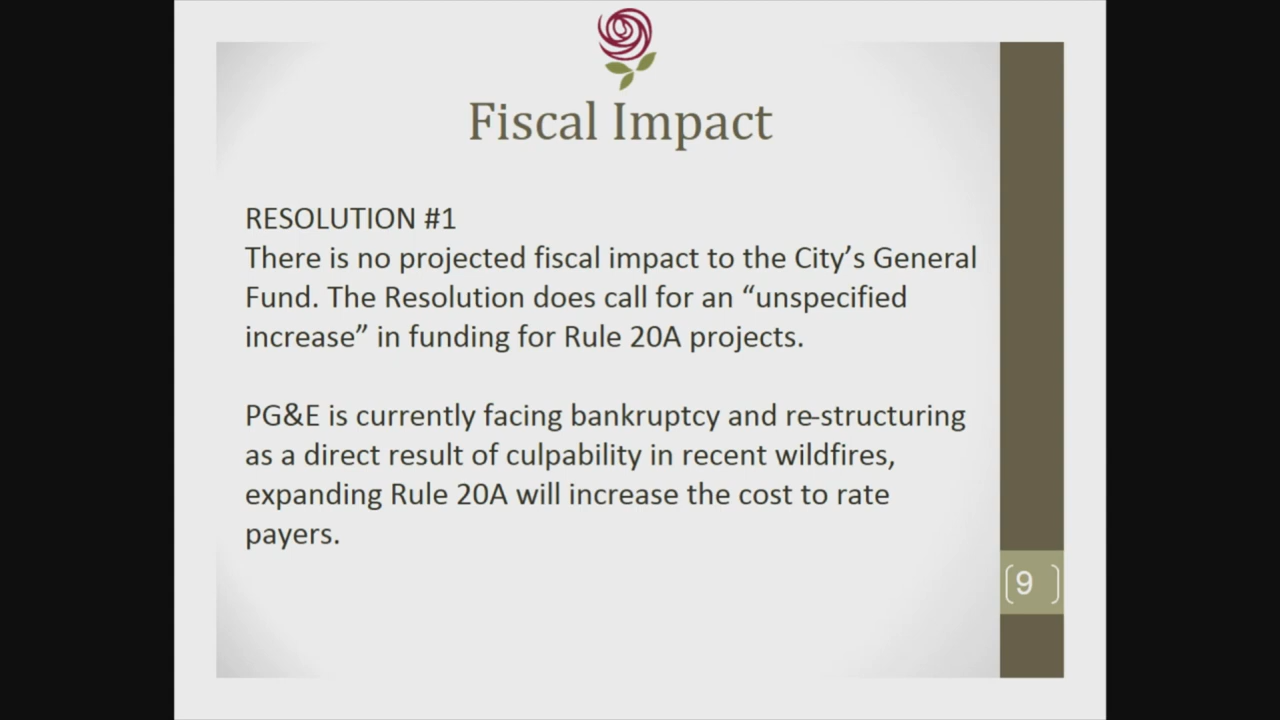 Fiscal Impact
RESOLUTION #1
There is no projected fiscal impact to the City’s General
Fund. The Resolution does call for an “unspecified
increase” in funding for Rule 20A projects.
PG&E is currently facing bankruptcy and re-structuring
as a direct result of culpability in recent wildfires,
expanding Rule 20A will increase the cost to rate
payers.
9